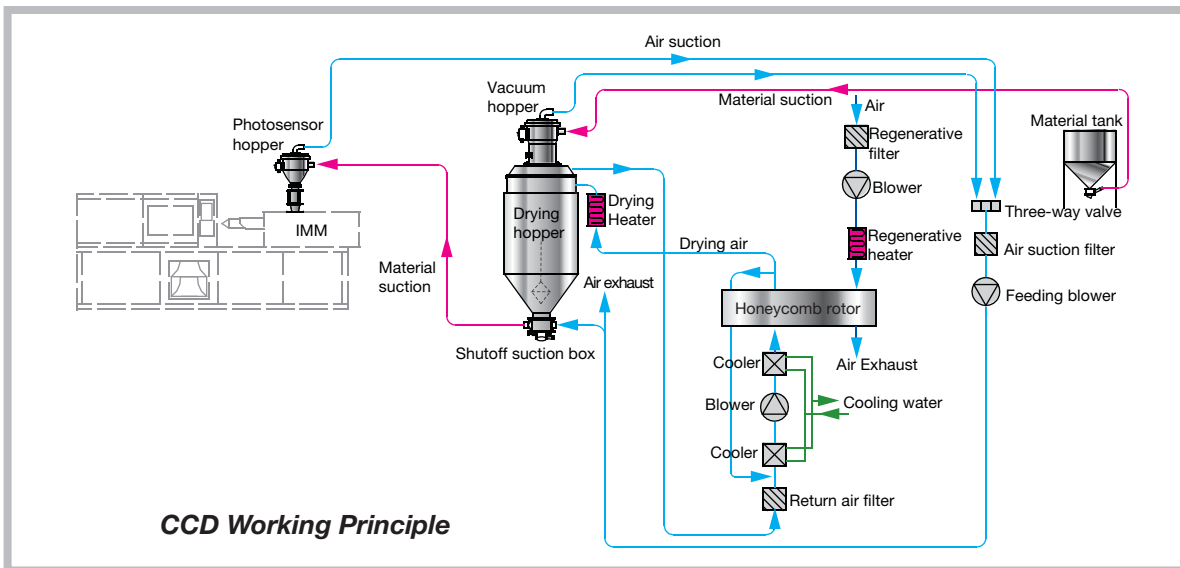 Air suction
Vacuum
hopper
Material suction
Air
Photosensor
hopper
Regenerative
filter
Material tank
Blower
Drying
Heater
Drying
hopper
Three-way valve
IMM
Regenerative
heater
Drying air
Air suction filter
Material
suction
Air exhaust
Feeding blower
Honeycomb rotor
Shutoff suction box
Cooler
Air Exhaust
Blower
Cooling water
Cooler
Return air filter
CCD Working Principle